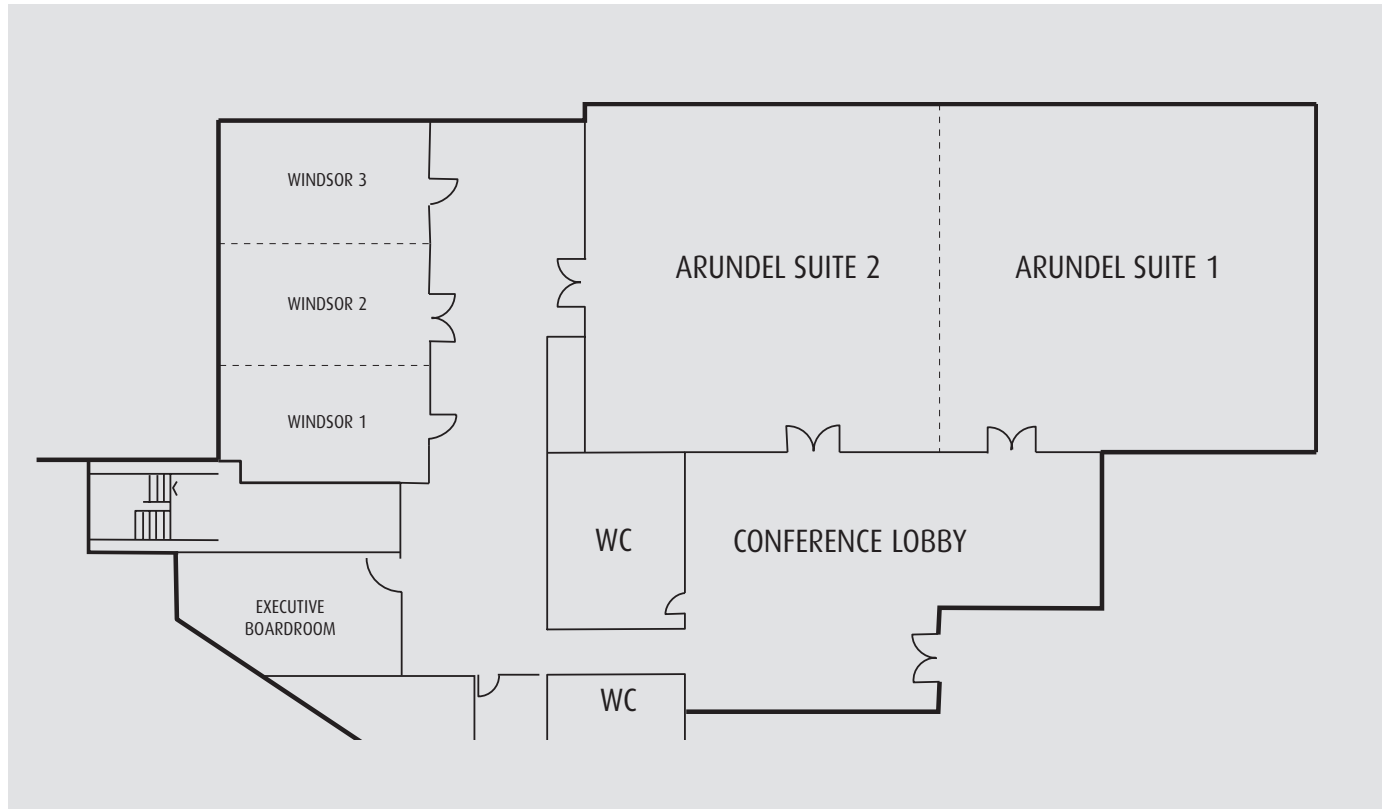 WINDSOR 3
ARUNDEL SUITE 2
ARUNDEL SUITE 1
WINDSOR 2
WINDSOR 1
WC
CONFERENCE LOBBY
EXECUTIVE
BOARDROOM
WC